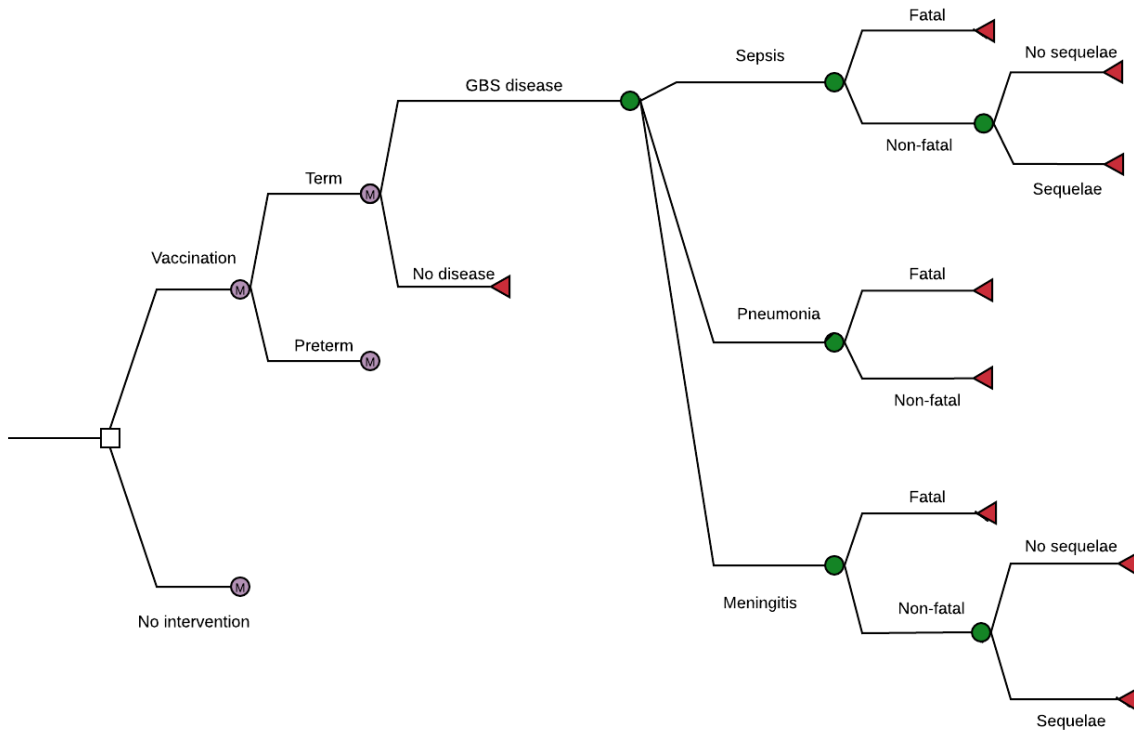 Fatal
No sequelae
Sepsis
GBS disease
Non-fatal
Term
M
Sequelae
Vaccination
M
No disease
Fatal
Pneumonia
Preterm
M
Non-fatal
Fatal
No sequelae
Meningitis
Non-fatal
M
No intervention
Sequelae